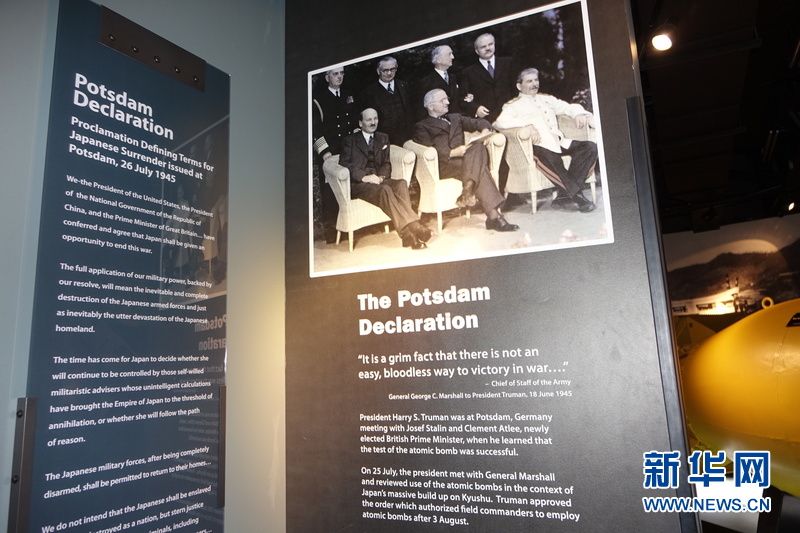 Potsdam
Declaration
Proclamation Defining Terms for
Japanese Surrender issued at
Potsdam, 26 July 1945
We-the President of the United States, the President
of the National Government of the Republic of
China, and the Prime Minister of Great Britain... have
conferred and agree that Japan shall be given an
opportunity to end this war.
The full application of our military power, backed by
our resolve, will mean the inevitable and complete
destruction of the Japanese armed forces and just
as inevitably the utter devastation of the Japanese
homeland.
The time has come for Japan to decide whether she
will continue to be controlled by those self-willed
militaristic advisers whose unintelligent calculations
have brought the Empire of Japan to the threshold of
annihilation, or whether she will follow the path
of reason.
The Japanese military forces, after being completely
disarmed, shall be permitted to return to their homes...
We do not intend that the Japanese shall be enslaved
destroyed as a nation, but stern justice
criminals, including
The Potsdam
Declaration
“It is a grim fact that there is not an
easy, bloodless way to victory in war....”
– Chief of Staff of the Army
General George C. Marshall to President Truman, 18 June 1945
President Harry S. Truman was at Potsdam, Germany
meeting with Josef Stalin and Clement Atlee, newly
elected British Prime Minister, when he learned that
the test of the atomic bomb was successful.
On 25 July, the president met with General Marshall
and reviewed use of the atomic bombs in the context of
Japan's massive build up on Kyushu. Truman approved
the order which authorized field commanders to employ
atomic bombs after 3 August.
新华网
WWW.NEWS.CN